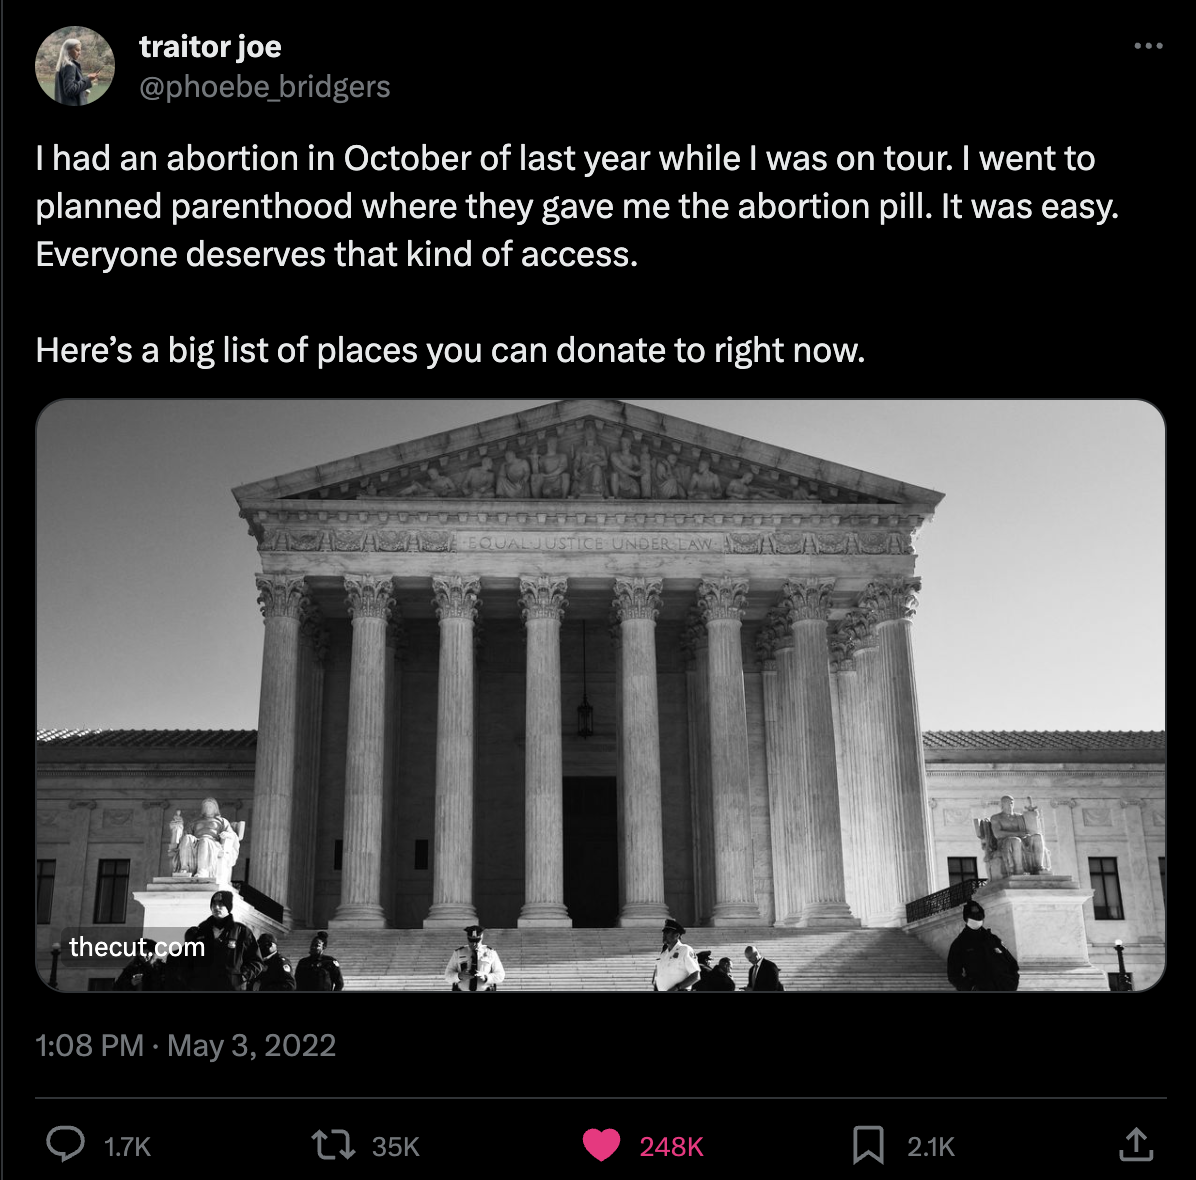 traitor joe
@phoebe_bridgers
I had an abortion in October of last year while I was on tour. I went to
planned parenthood where they gave me the abortion pill. It was easy.
Everyone deserves that kind of access.
Here’s a big list of places you can donate to right now.
EQUAL JUSTICE UNDER LAW
thecut.com
1:08 PM · May 3, 2022
1.7K 35K 248K 2.1K